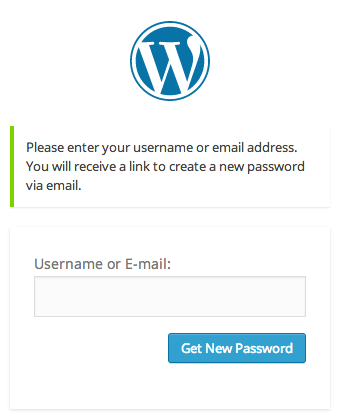 Please enter your username or email address.
You will receive a link to create a new password
via email.
Username or E-mail:
Get New Password